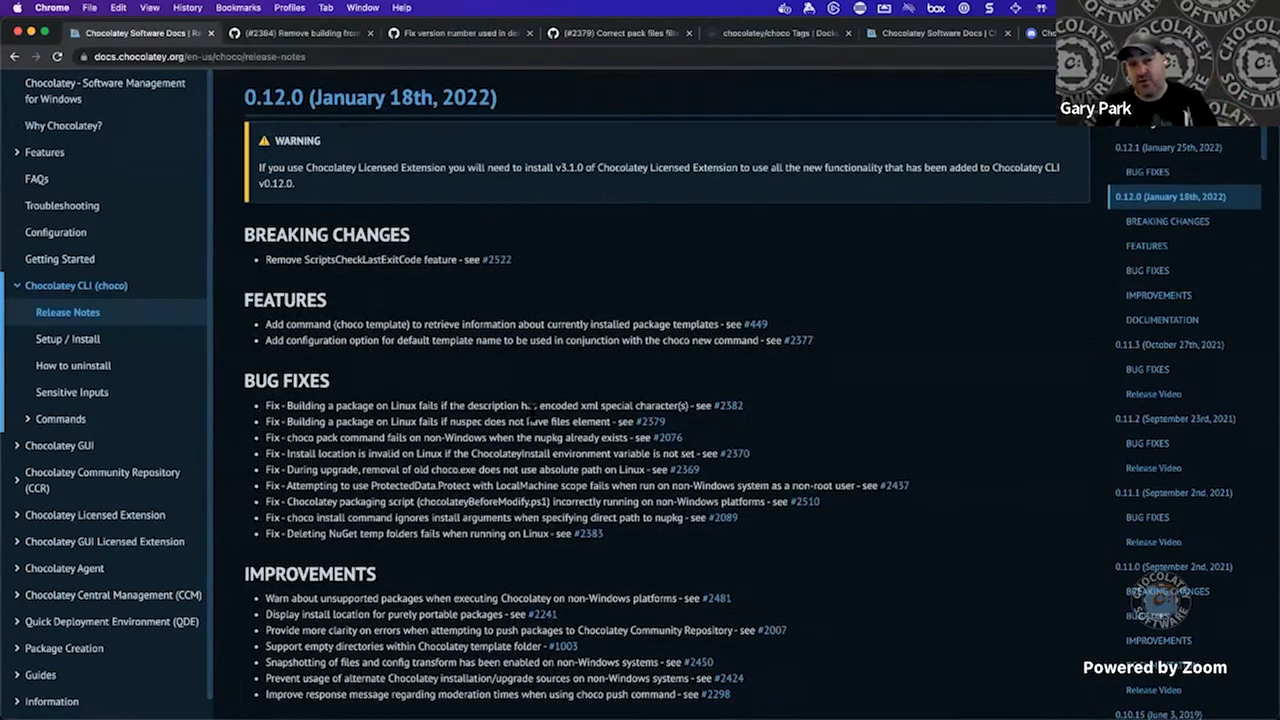 Chrome File Edit View History Bookmarks Profiles Tab Window Help
box
Chocolatey Software Docs | Re
(#2384) Remove building from
Fix version number used in de
(#2379) Correct pack files filte
chocolatey/choco Tags | Dock
Chocolatey Software Docs | C
docs.chocolatey.org/en-us/choco/release-notes
Gary Park
Chocolatey - Software Management
for Windows
Why Chocolatey?
Features
FAQs
Troubleshooting
Configuration
Getting Started
Chocolatey CLI (choco)
Release Notes
Setup / Install
How to uninstall
Sensitive Inputs
Commands
Chocolatey GUI
Chocolatey Community Repository
(CCR)
Chocolatey Licensed Extension
Chocolatey GUI Licensed Extension
Chocolatey Agent
Chocolatey Central Management (CCM)
Quick Deployment Environment (QDE)
Package Creation
Guides
Information
0.12.0 (January 18th, 2022)
WARNING
If you use Chocolatey Licensed Extension you will need to install v3.1.0 of Chocolatey Licensed Extension to use all the new functionality that has been added to Chocolatey CLI
v0.12.0.
BREAKING CHANGES
Remove ScriptsCheckLastExitCode feature - see #2522
FEATURES
Add command (choco template) to retrieve information about currently installed package templates - see #449
Add configuration option for default template name to be used in conjunction with the choco new command - see #2377
BUG FIXES
Fix - Building a package on Linux fails if the description has encoded xml special character(s) - see #2382
Fix - Building a package on Linux fails if nuspec does not have files element - see #2379
Fix - choco pack command fails on non-Windows when the nupkg already exists - see #2076
Fix - Install location is invalid on Linux if the ChocolateyInstall environment variable is not set - see #2370
Fix - During upgrade, removal of old choco.exe does not use absolute path on Linux - see #2369
Fix - Attempting to use ProtectedData.Protect with LocalMachine scope fails when run on non-Windows system as a non-root user - see #2437
Fix - Chocolatey packaging script (chocolateyBeforeModify.ps1) incorrectly running on non-Windows platforms - see #2510
Fix - choco install command ignores install arguments when specifying direct path to nupkg - see #2089
Fix - Deleting NuGet temp folders fails when running on Linux - see #2383
IMPROVEMENTS
Warn about unsupported packages when executing Chocolatey on non-Windows platforms - see #2481
Display install location for purely portable packages - see #2241
Provide more clarity on errors when attempting to push packages to Chocolatey Community Repository - see #2007
Support empty directories within Chocolatey template folder - #1003
Snapshotting of files and config transform has been enabled on non-Windows systems - see #2450
Prevent usage of alternate Chocolatey installation/upgrade sources on non-Windows systems - see #2424
Improve response message regarding moderation times when using choco push command - see #2298
0.12.1 (January 25th, 2022)
BUG FIXES
0.12.0 (January 18th, 2022)
BREAKING CHANGES
FEATURES
BUG FIXES
IMPROVEMENTS
DOCUMENTATION
0.11.3 (October 27th, 2021)
BUG FIXES
Release Video
0.11.2 (September 23rd, 2021)
BUG FIXES
Release Video
0.11.1 (September 2nd, 2021)
BUG FIXES
Release Video
0.11.0 (September 2nd, 2021)
BREAKING CHANGES
IMPROVEMENTS
Release Video
0.10.15 (June 3, 2019)
CHOCOLATEY SOFTWARE
Powered by Zoom